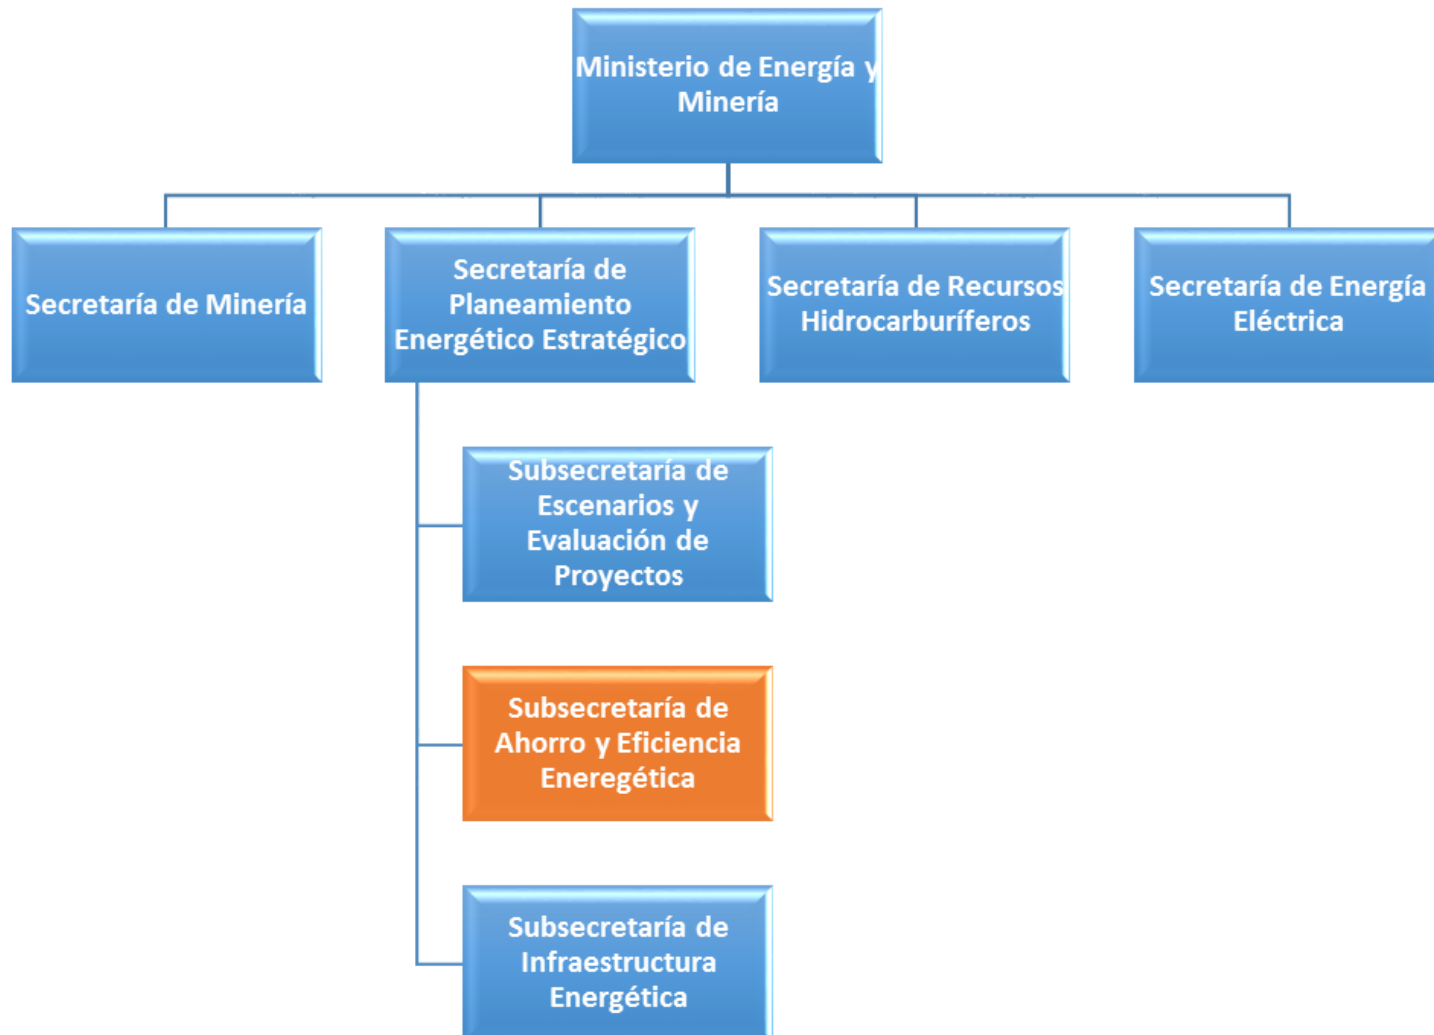 Ministerio de Energía y
Minería
Secretaría de Minería
Secretaría de
Planeamiento
Energético Estratégico
Secretaría de Recursos
Hidrocarburíferos
Secretaría de Energía
Eléctrica
Subsecretaría de
Escenarios y
Evaluación de
Proyectos
Subsecretaría de
Ahorro y Eficiencia
Eneregética
Subsecretaría de
Infraestructura
Energética